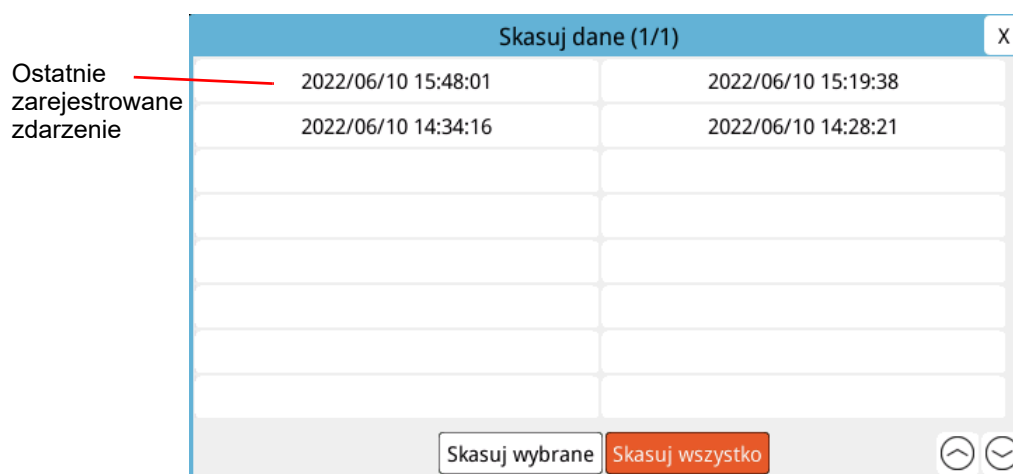 Skasuj dane (1/1)
X
Ostatnie
zarejestrowane
zdarzenie
2022/06/10 15:48:01
2022/06/10 15:19:38
2022/06/10 14:34:16
2022/06/10 14:28:21
Skasuj wybrane
Skasuj wszystko